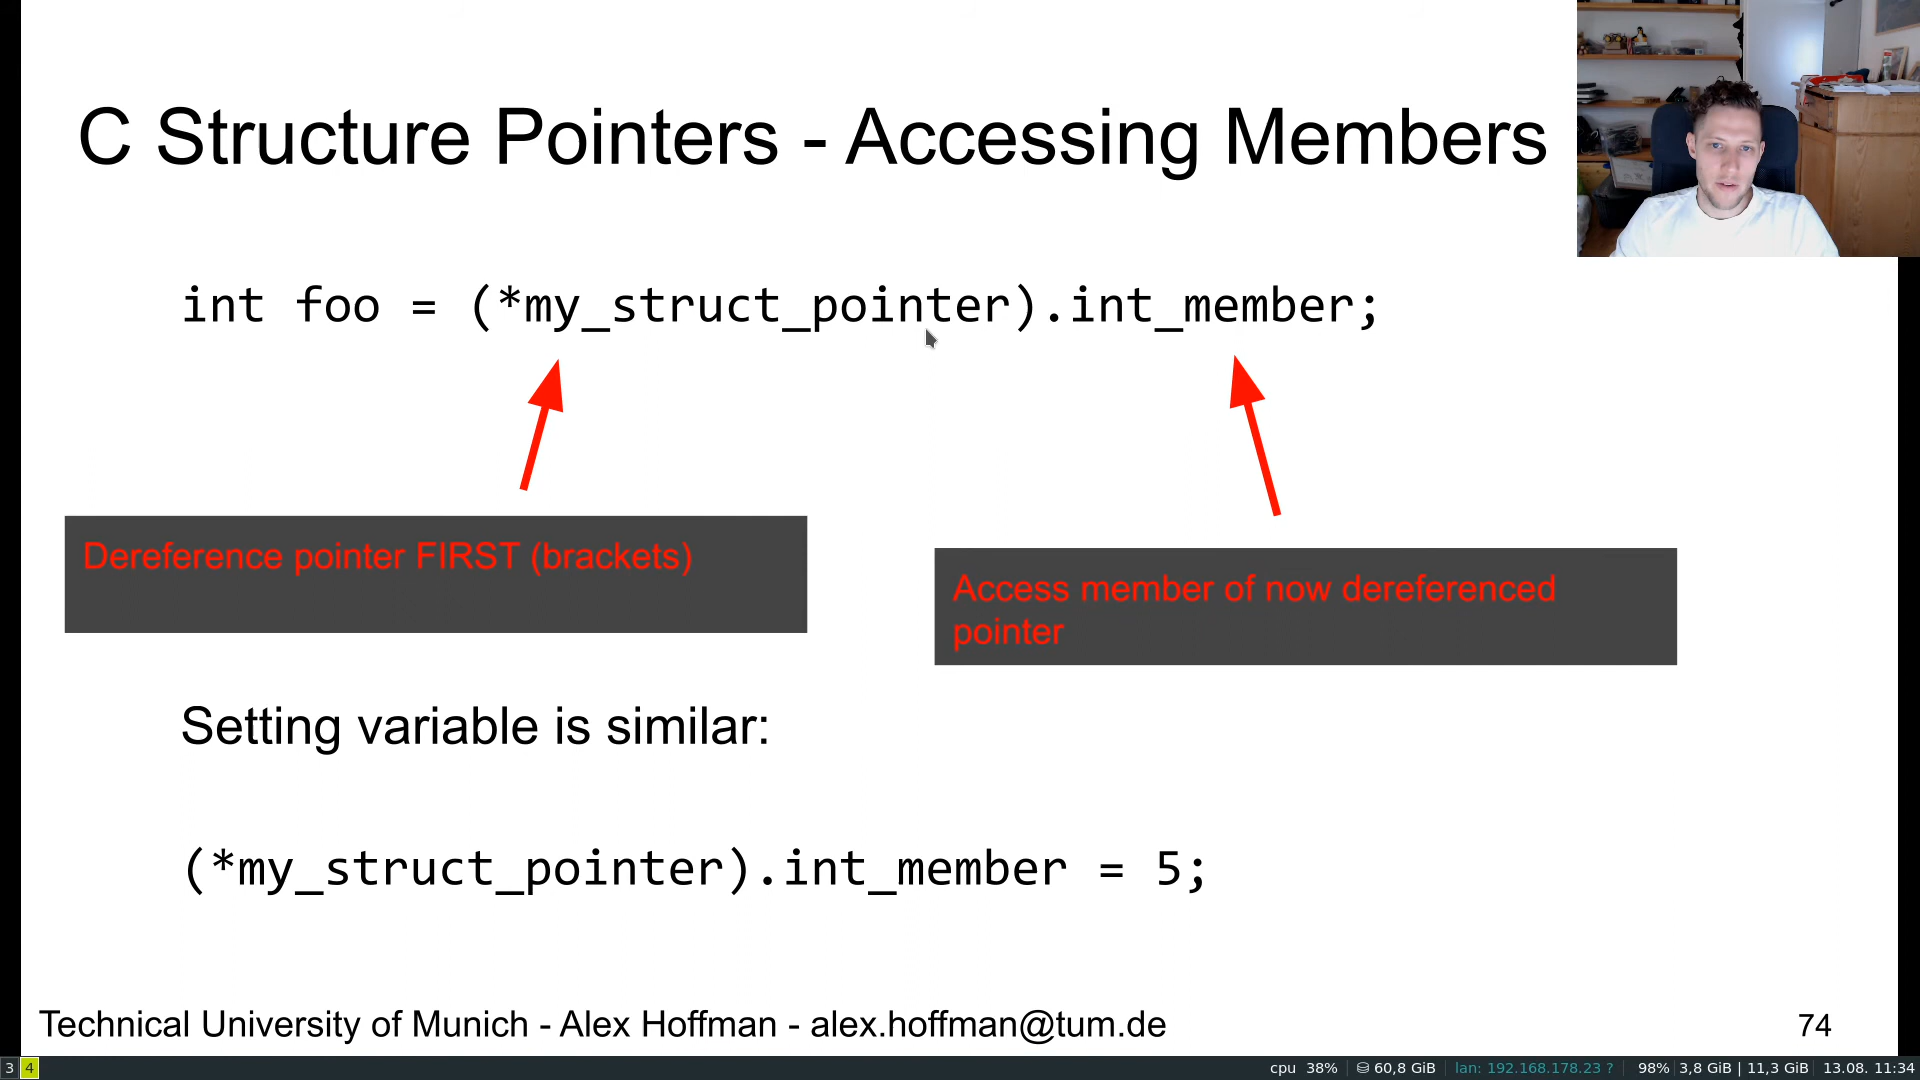 C Structure Pointers - Accessing Members
int foo = (*my_struct_pointer).int_member;
Dereference pointer FIRST (brackets)
Access member of now dereferenced
pointer
Setting variable is similar:
(*my_struct_pointer).int_member = 5;
Technical University of Munich - Alex Hoffman - alex.hoffman@tum.de
74
3 4 cpu 38% 60,8 GiB lan: 192.168.178.23 ? 98% 3,8 GiB | 11,3 GiB 13.08. 11:34